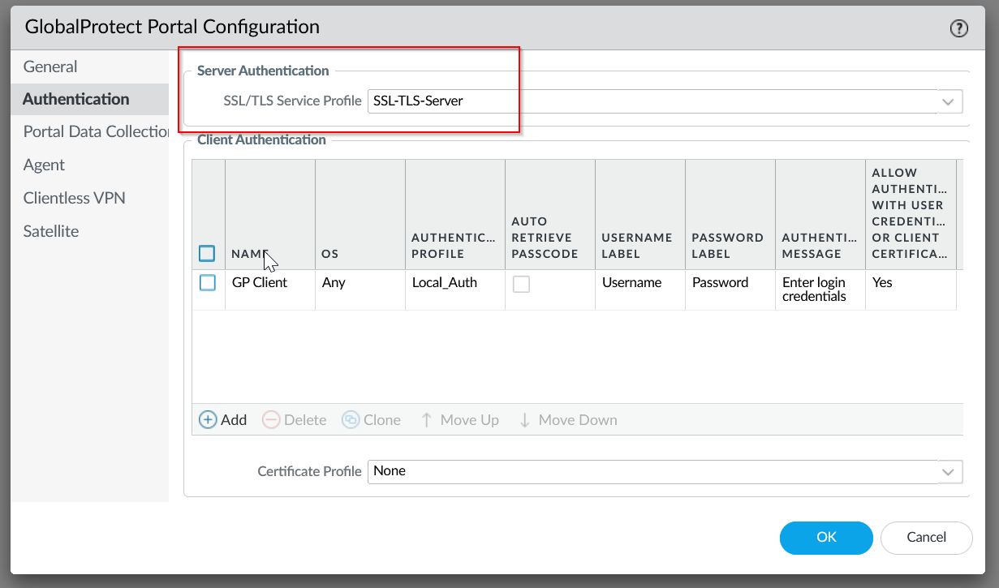 GlobalProtect Portal Configuration
?
General
Authentication
Portal Data Collection
Agent
Clientless VPN
Satellite
Server Authentication
SSL/TLS Service Profile SSL-TLS-Server
Client Authentication
NAME
OS
AUTHENTIC...
PROFILE
AUTO
RETRIEVE
PASSCODE
USERNAME
LABEL
PASSWORD
LABEL
AUTHENTI...
MESSAGE
ALLOW
AUTHENTI...
WITH USER
CREDENTI...
OR CLIENT
CERTIFICA...
GP Client Any Local_Auth Username Password Enter login Yes
credentials
Add Delete Clone Move Up Move Down
Certificate Profile None
OK Cancel